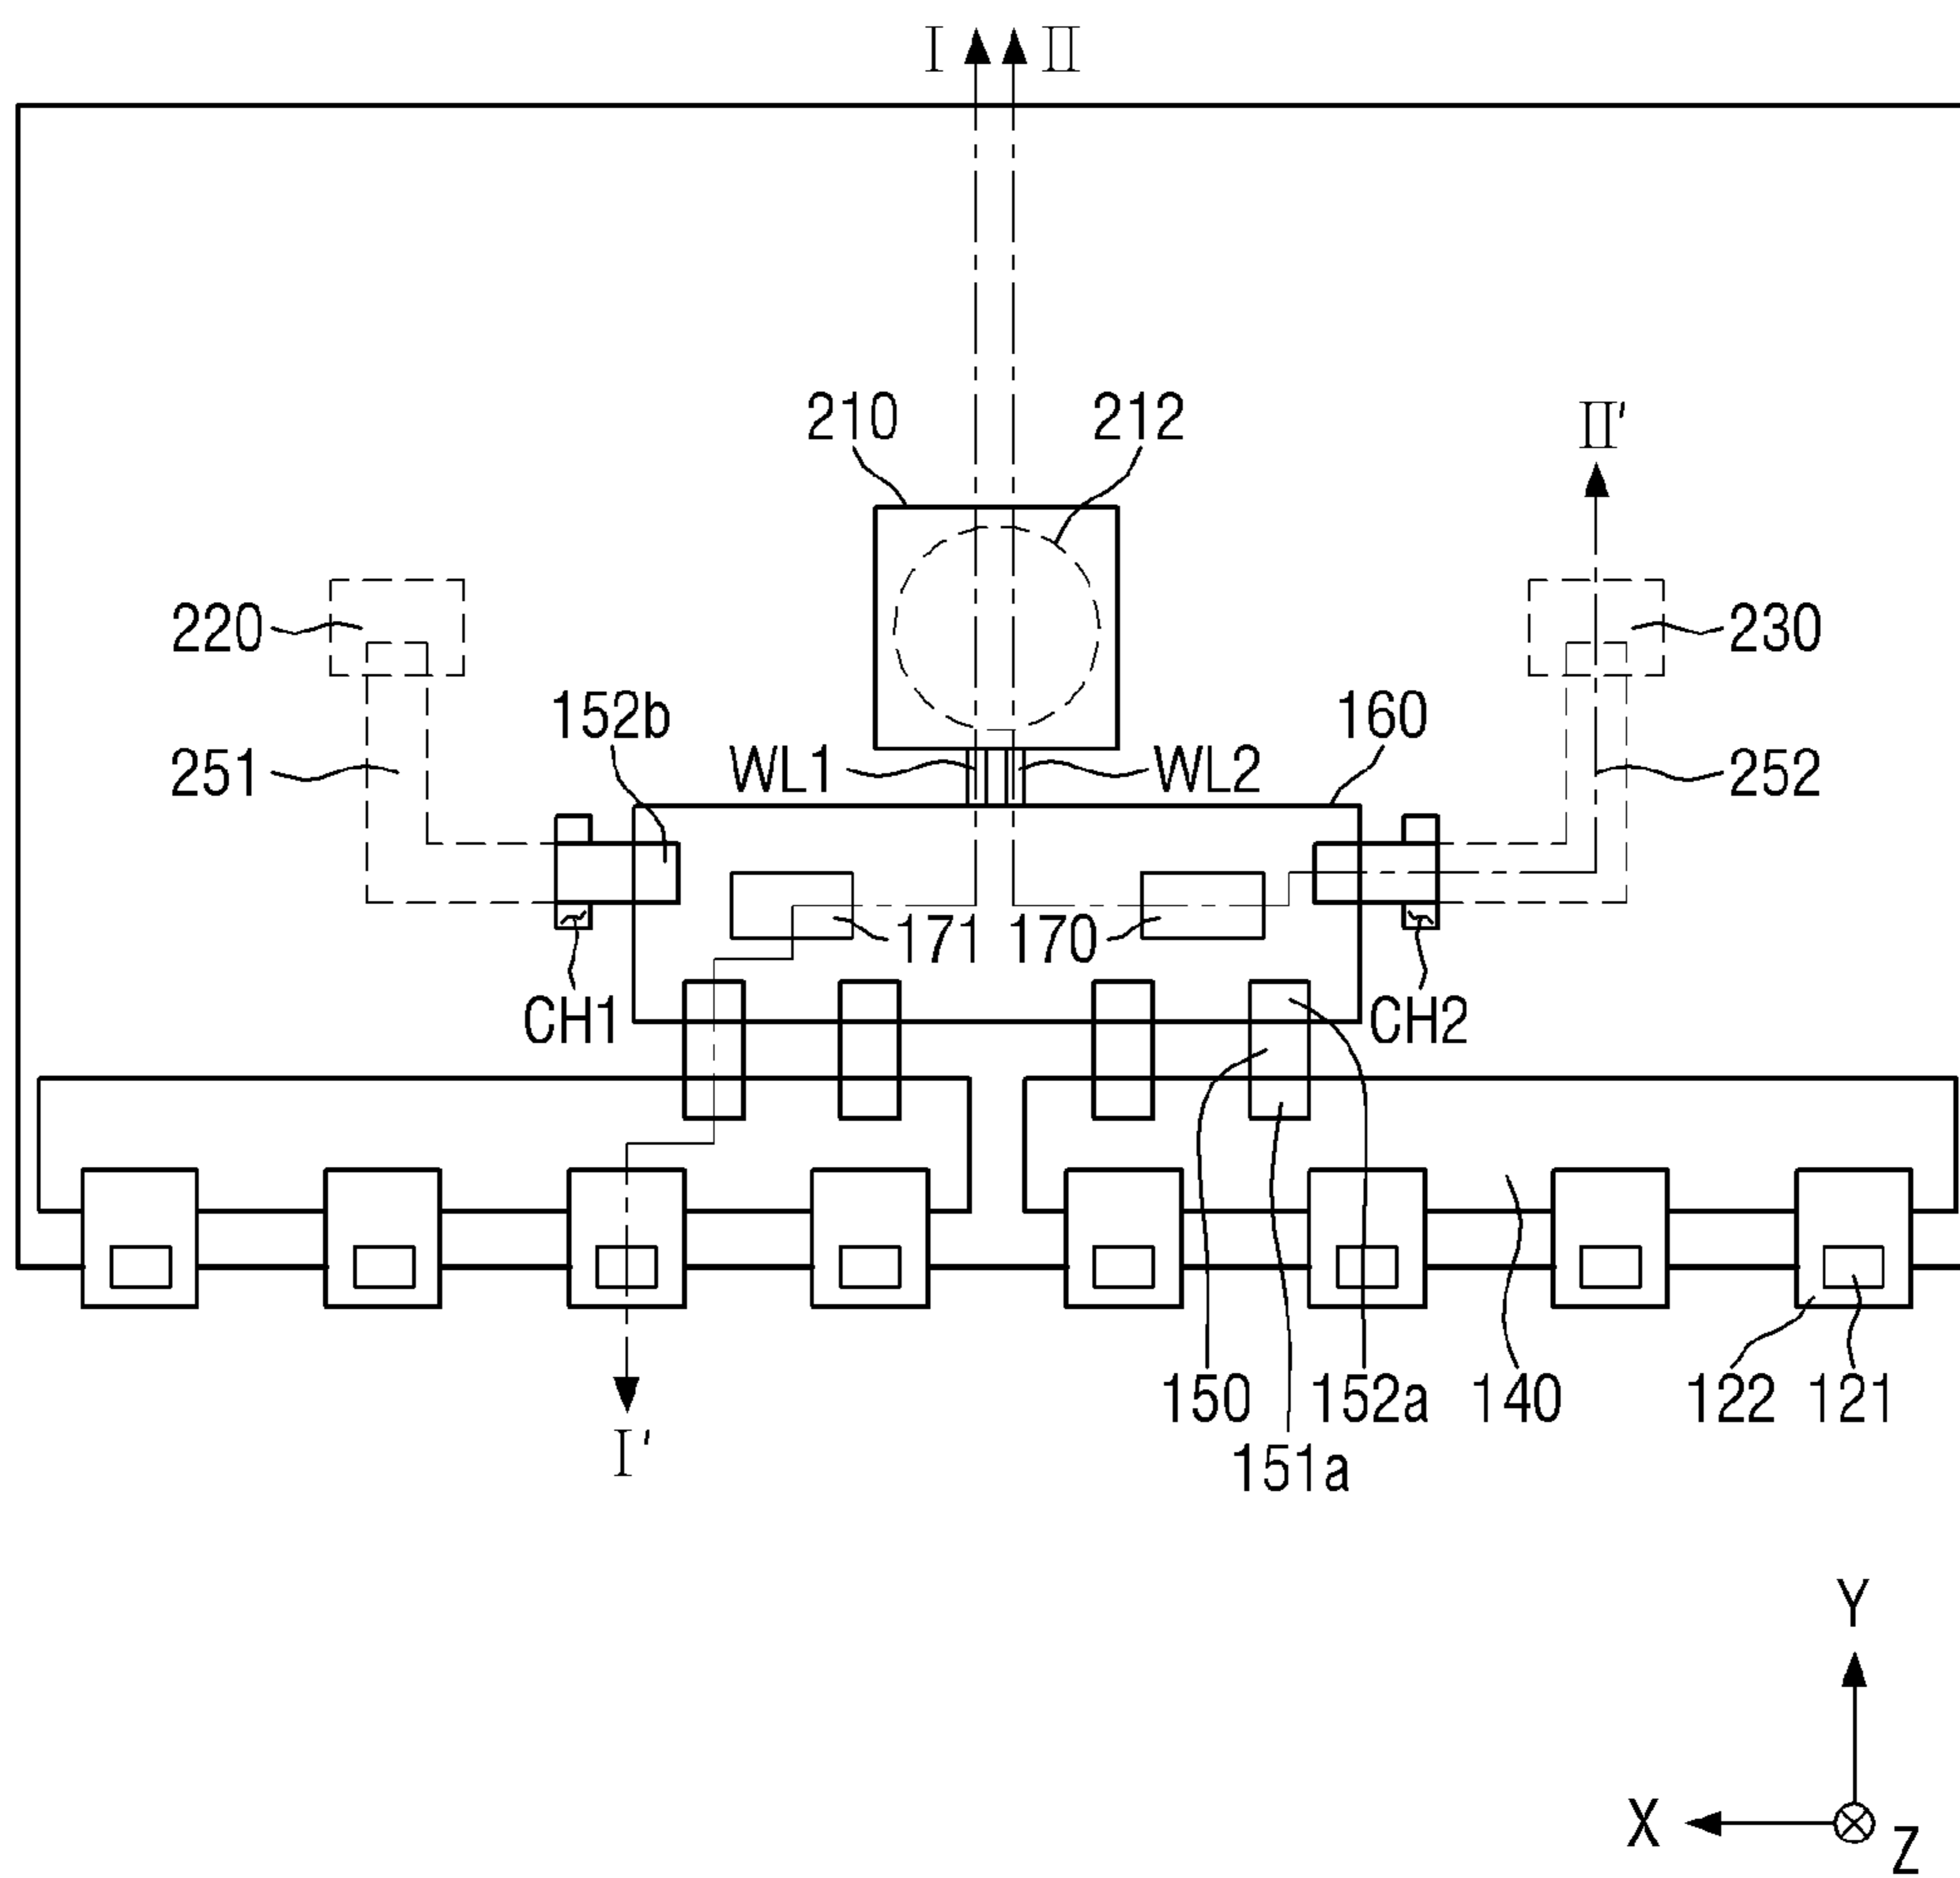 I II
210 212 II'
220 230
152b 160
251 WL1 WL2 252
171 170
CH1 CH2
150 152a 140 122 121
I' 151a
Y
X Z